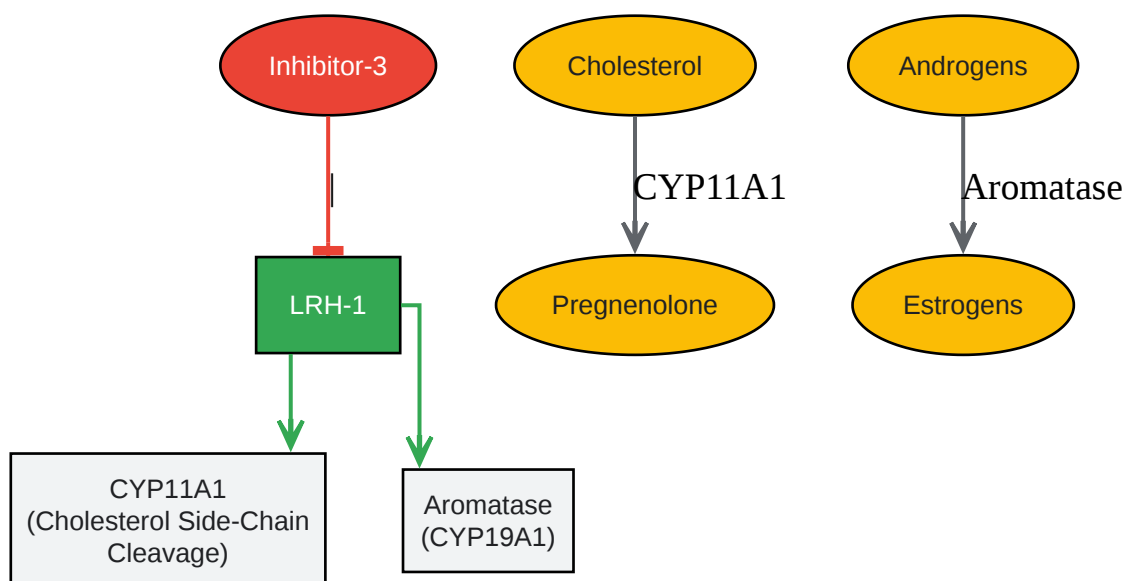 Inhibitor-3
Cholesterol
Androgens
|
CYP11A1
Aromatase
LRH-1
Pregnenolone
Estrogens
CYP11A1
(Cholesterol Side-Chain
Cleavage)
Aromatase
(CYP19A1)